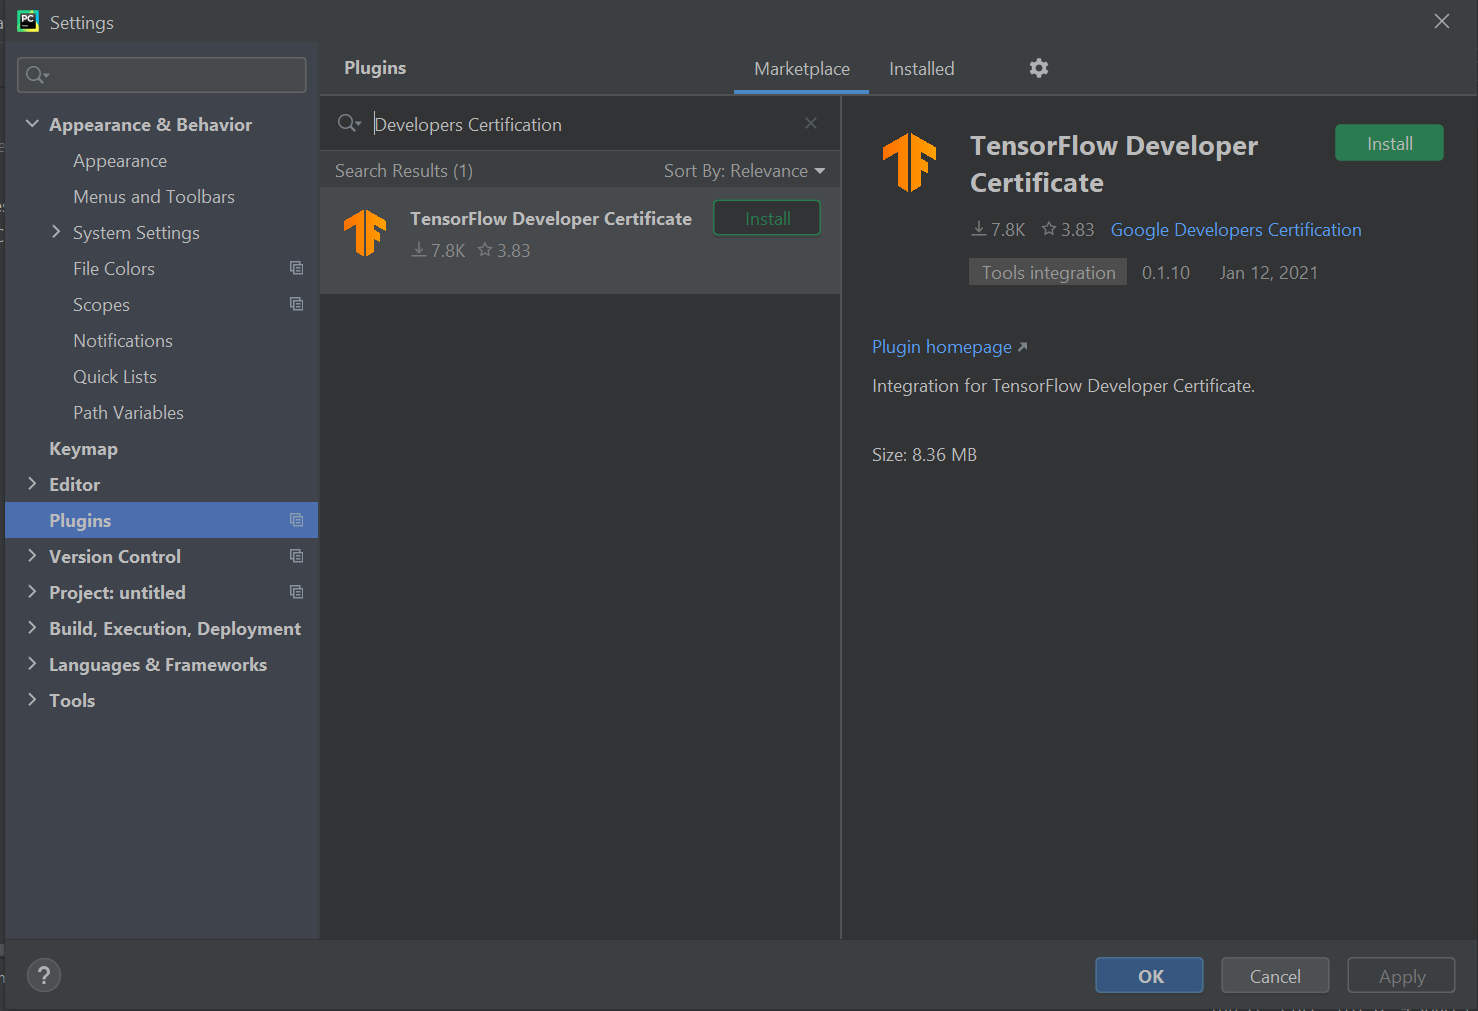 PC
Settings
Plugins
Marketplace
Installed
Appearance & Behavior
Appearance
Menus and Toolbars
System Settings
File Colors
Scopes
Notifications
Quick Lists
Path Variables
Keymap
Editor
Plugins
Version Control
Project: untitled
Build, Execution, Deployment
Languages & Frameworks
Tools
Developers Certification
Search Results (1)
Sort By: Relevance
TensorFlow Developer Certificate
Install
7.8K
3.83
TensorFlow Developer
Certificate
Install
7.8K
3.83
Google Developers Certification
Tools integration
0.1.10
Jan 12, 2021
Plugin homepage
Integration for TensorFlow Developer Certificate.
Size: 8.36 MB
?
OK
Cancel
Apply